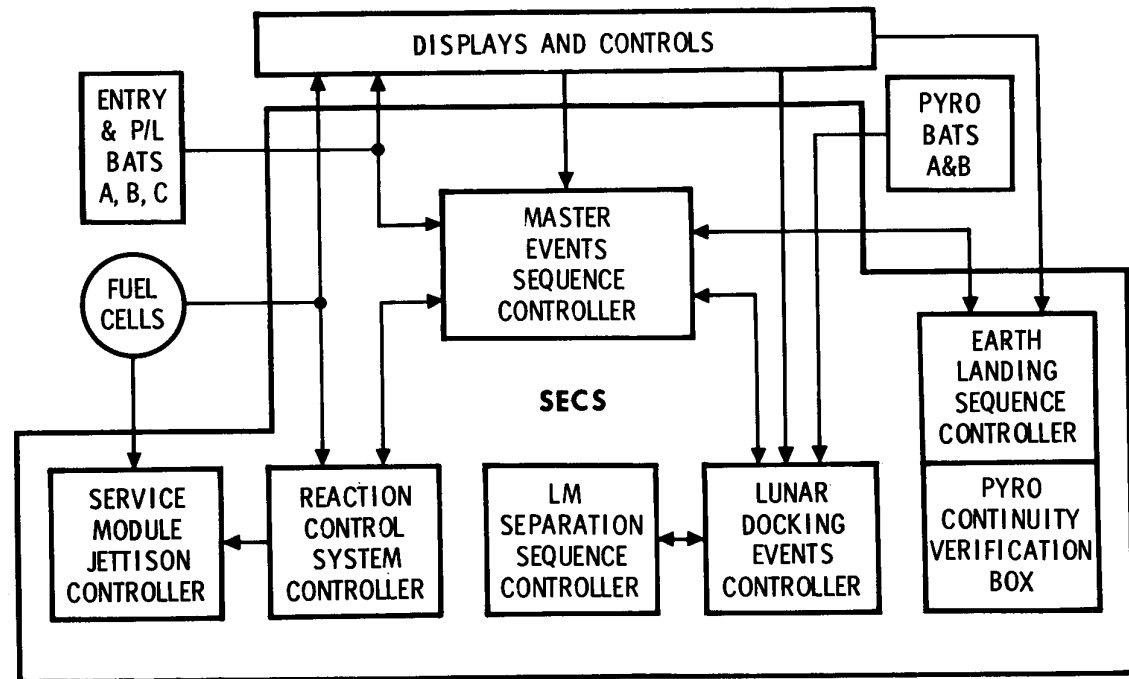 DISPLAYS AND CONTROLS
ENTRY
& P/L
BATS
A, B, C
PYRO
BATS
A&B
MASTER
EVENTS
SEQUENCE
CONTROLLER
FUEL
CELLS
EARTH
LANDING
SEQUENCE
CONTROLLER
SECS
SERVICE
MODULE
JETTISON
CONTROLLER
REACTION
CONTROL
SYSTEM
CONTROLLER
LM
SEPARATION
SEQUENCE
CONTROLLER
LUNAR
DOCKING
EVENTS
CONTROLLER
PYRO
CONTINUITY
VERIFICATION
BOX